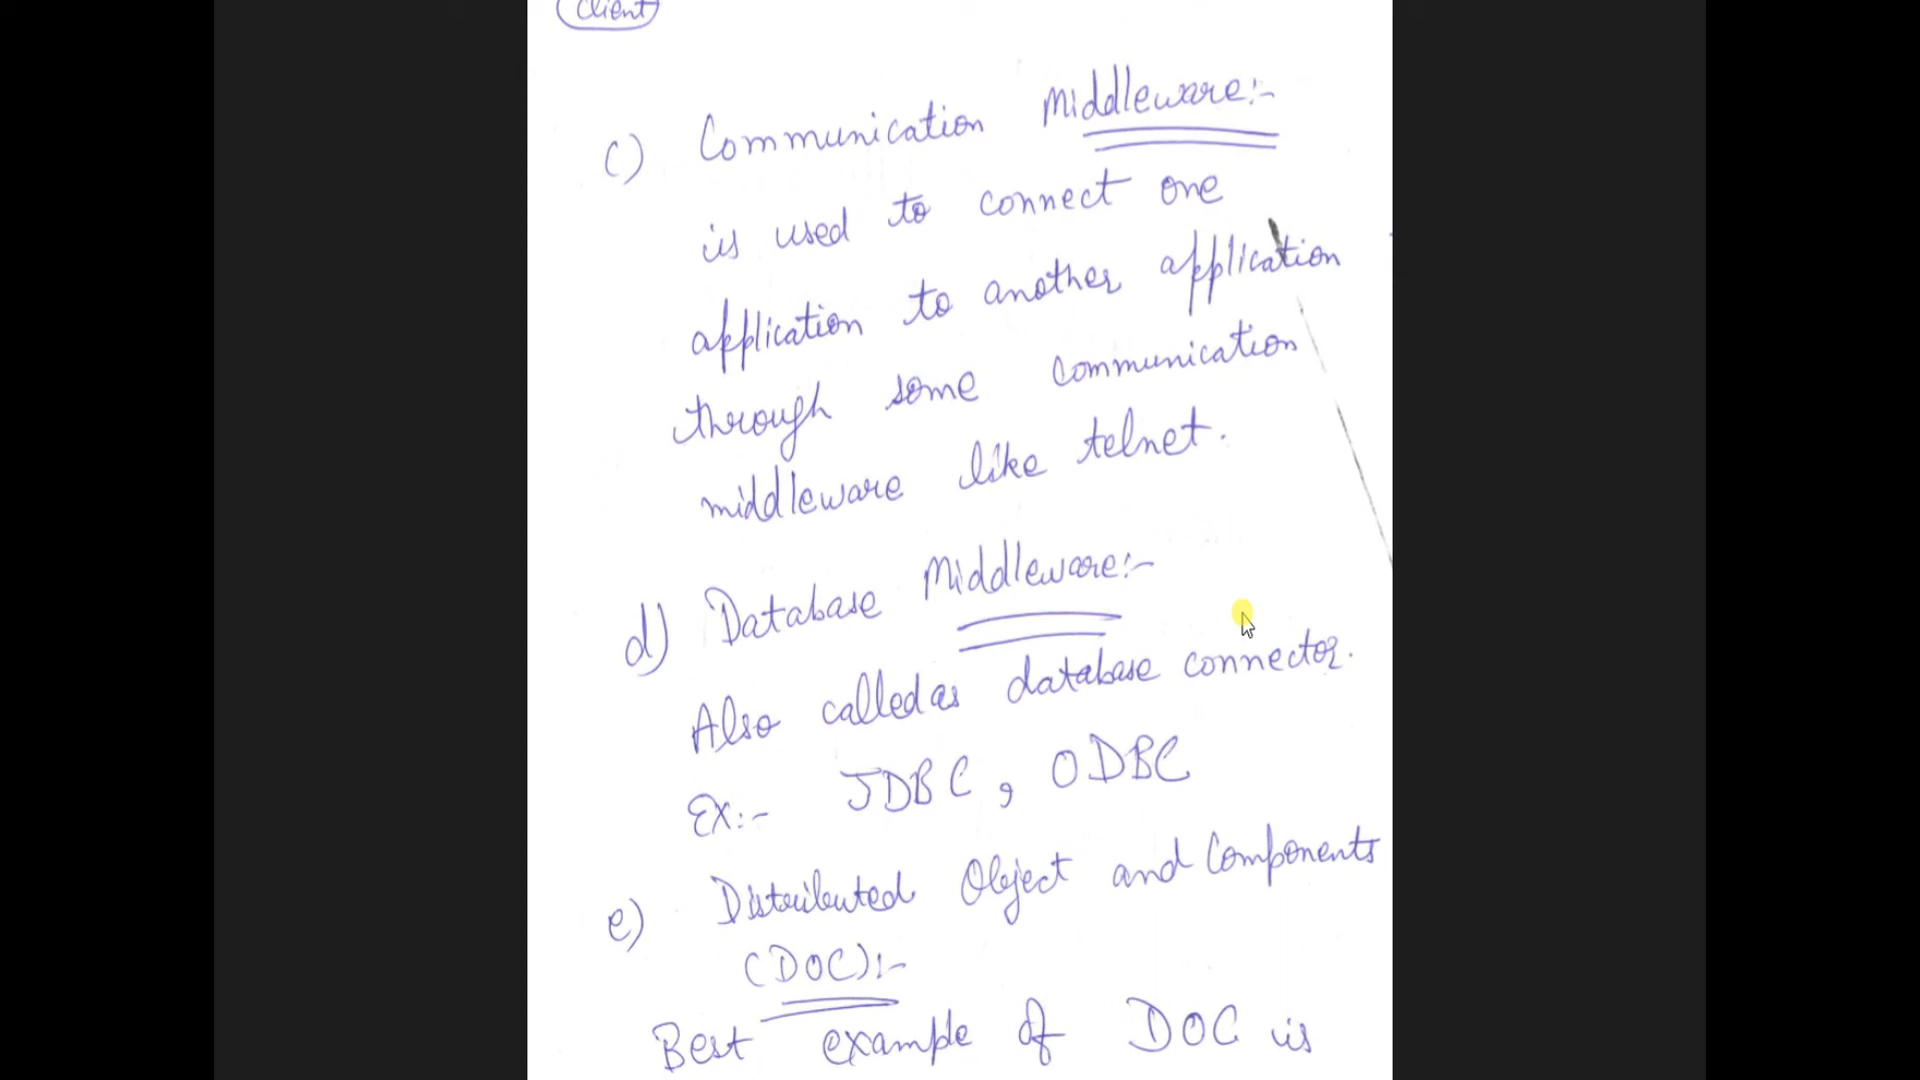 Client
c) Communication Middleware:-
is used to connect one
application to another application
through some communication
middleware like telnet.
d) Database Middleware:-
Also called as database connector.
Ex:- JDBC, ODBC
e) Distributed Object and Components
(DOC):-
Best example of DOC is